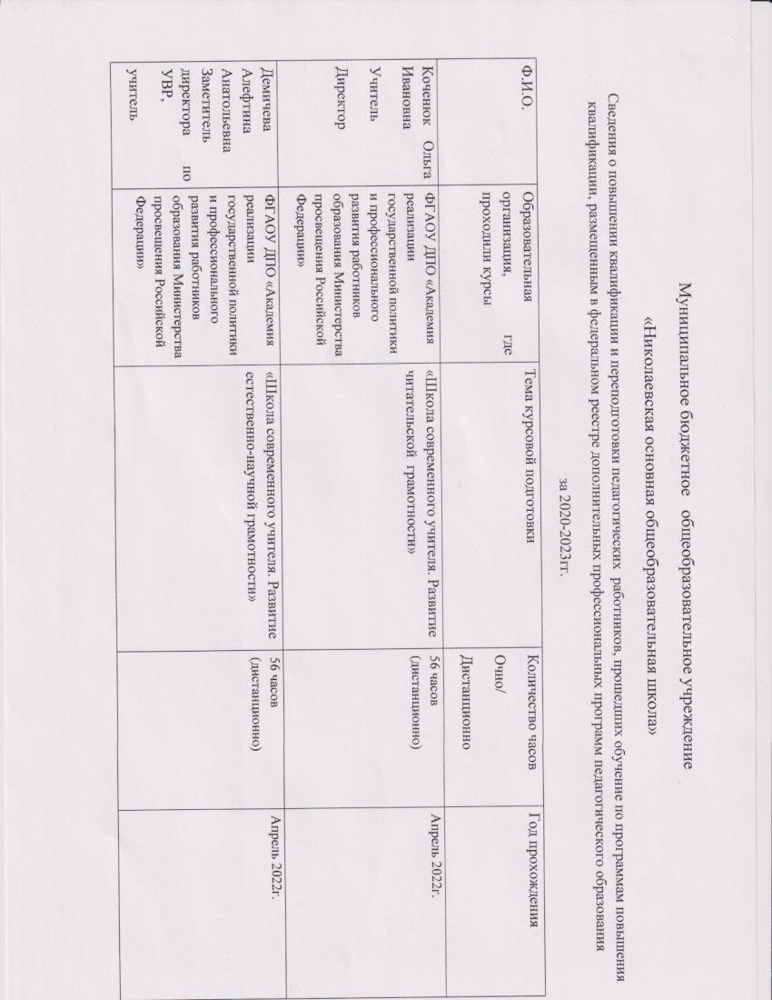 Муниципальное бюджетное общеобразовательное учреждение
«Николаевская основная общеобразовательная школа»
Сведения о повышении квалификации и переподготовки педагогических работников, прошедших обучение по программам повышения
квалификации, размещенным в федеральном реестре дополнительных профессиональных программ педагогического образования
за 2020-2023гг.
Ф.И.О.
Образовательная
организация, где
проходили курсы
Тема курсовой подготовки
Количество часов
Очно/
Дистанционно
Год прохождения
Коченюк Ольга
Ивановна
Учитель
Директор
ФГАОУ ДПО «Академия
реализации
государственной политики
и профессионального
развития работников
образования Министерства
просвещения Российской
Федерации»
«Школа современного учителя. Развитие
читательской грамотности»
56 часов
(дистанционно)
Апрель 2022г.
Демичева
Алефтина
Анатольевна
Заметитель
директора по
УВР,
учитель
ФГАОУ ДПО «Академия
реализации
государственной политики
и профессионального
развития работников
образования Министерства
просвещения Российской
Федерации»
«Школа современного учителя. Развитие
естественно-научной грамотности»
56 часов
(дистанционно)
Апрель 2022г.